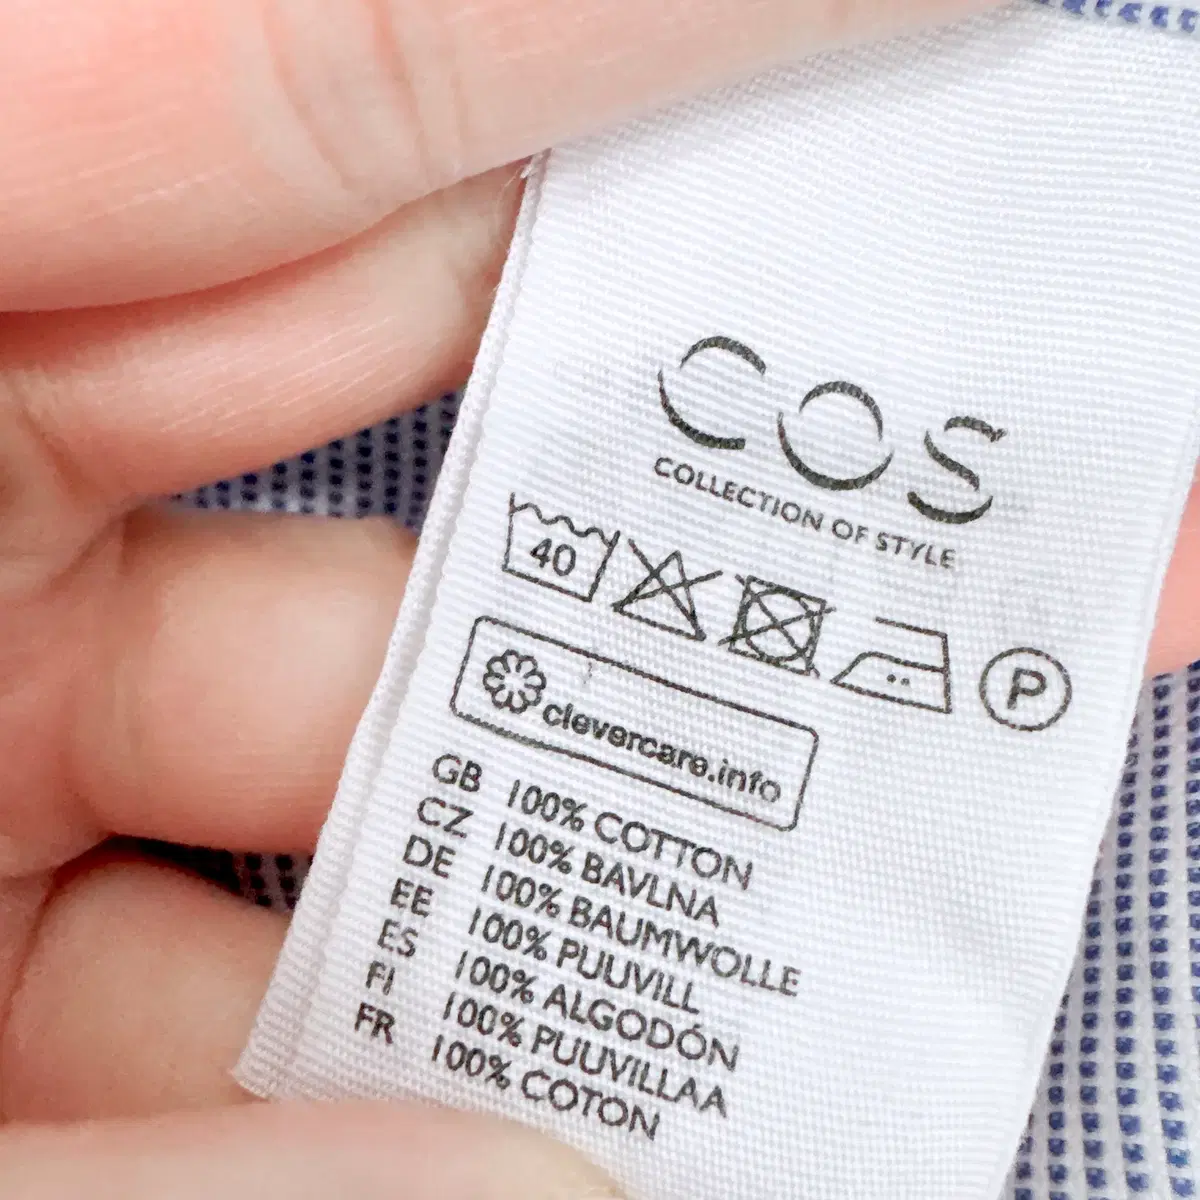 COS
COLLECTION OF STYLE
40 P
clevercare.info
GB 100% COTTON
CZ 100% BAVLNA
DE 100% BAUMWOLLE
EE 100% PUUVILL
ES 100% ALGODÓN
FI 100% PUUVILLAA
FR 100% COTON